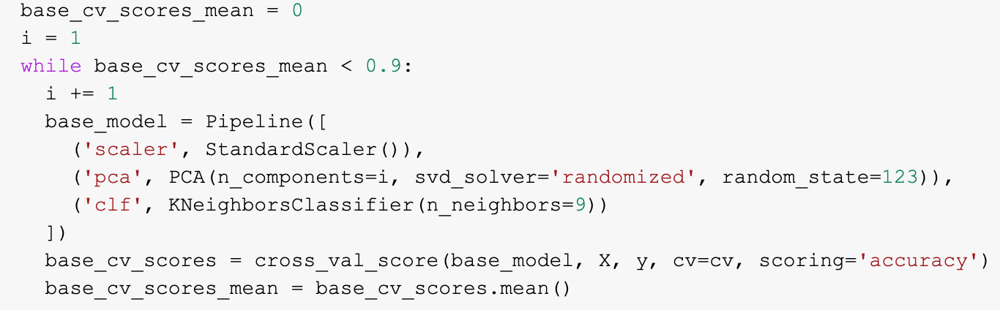 base_cv_scores_mean = 0
i = 1
while base_cv_scores_mean < 0.9:
  i += 1
  base_model = Pipeline([
    ('scaler', StandardScaler()),
    ('pca', PCA(n_components=i, svd_solver='randomized', random_state=123)),
    ('clf', KNeighborsClassifier(n_neighbors=9))
  ])
  base_cv_scores = cross_val_score(base_model, X, y, cv=cv, scoring='accuracy')
  base_cv_scores_mean = base_cv_scores.mean()